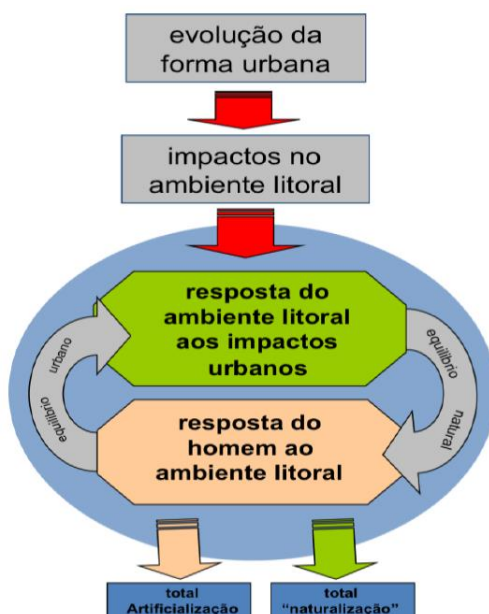 evolução da
forma urbana
impactos no
ambiente litoral
resposta do
ambiente litoral
aos impactos
urbanos
equilíbrio natural
resposta do
homem ao
ambiente litoral
equilíbrio urbano
total
Artificialização
total
“naturalização”